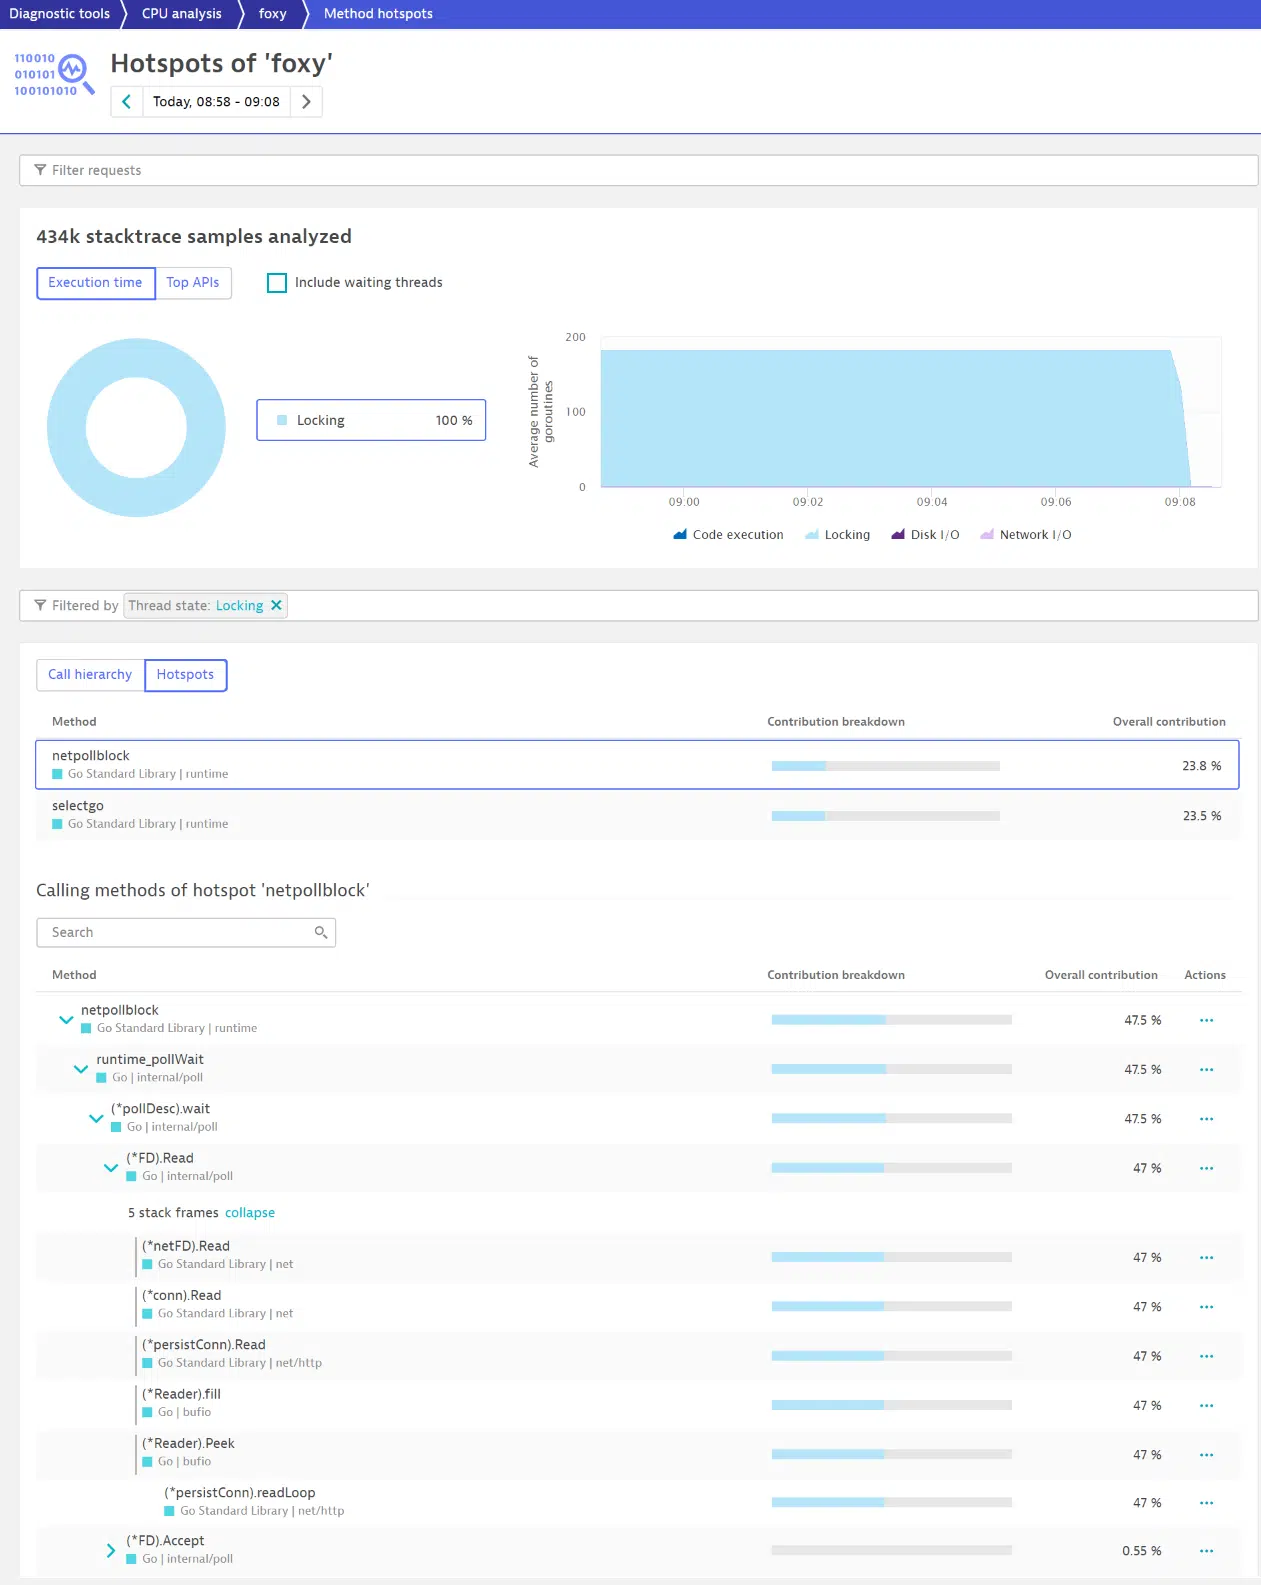 Diagnostic tools
CPU analysis
foxy
Method hotspots
110010
010101
100101010
Hotspots of 'foxy'
Today, 08:58 - 09:08
Filter requests
434k stacktrace samples analyzed
Execution time
Top APIs
Include waiting threads
Locking 100 %
Average number of
goroutines
200
100
0
09:00 09:02 09:04 09:06 09:08
Code execution Locking Disk I/O Network I/O
Filtered by Thread state: Locking
Call hierarchy
Hotspots
Method Contribution breakdown Overall contribution
netpollblock
Go Standard Library | runtime
23.8 %
selectgo
Go Standard Library | runtime
23.5 %
Calling methods of hotspot 'netpollblock'
Search
Method Contribution breakdown Overall contribution Actions
netpollblock
Go Standard Library | runtime
47.5 %
runtime_pollWait
Go | internal/poll
47.5 %
(*pollDesc).wait
Go | internal/poll
47.5 %
(*FD).Read
Go | internal/poll
47 %
5 stack frames collapse
(*netFD).Read
Go Standard Library | net
47 %
(*conn).Read
Go Standard Library | net
47 %
(*persistConn).Read
Go Standard Library | net/http
47 %
(*Reader).fill
Go | bufio
47 %
(*Reader).Peek
Go | bufio
47 %
(*persistConn).readLoop
Go Standard Library | net/http
47 %
(*FD).Accept
Go | internal/poll
0.55 %